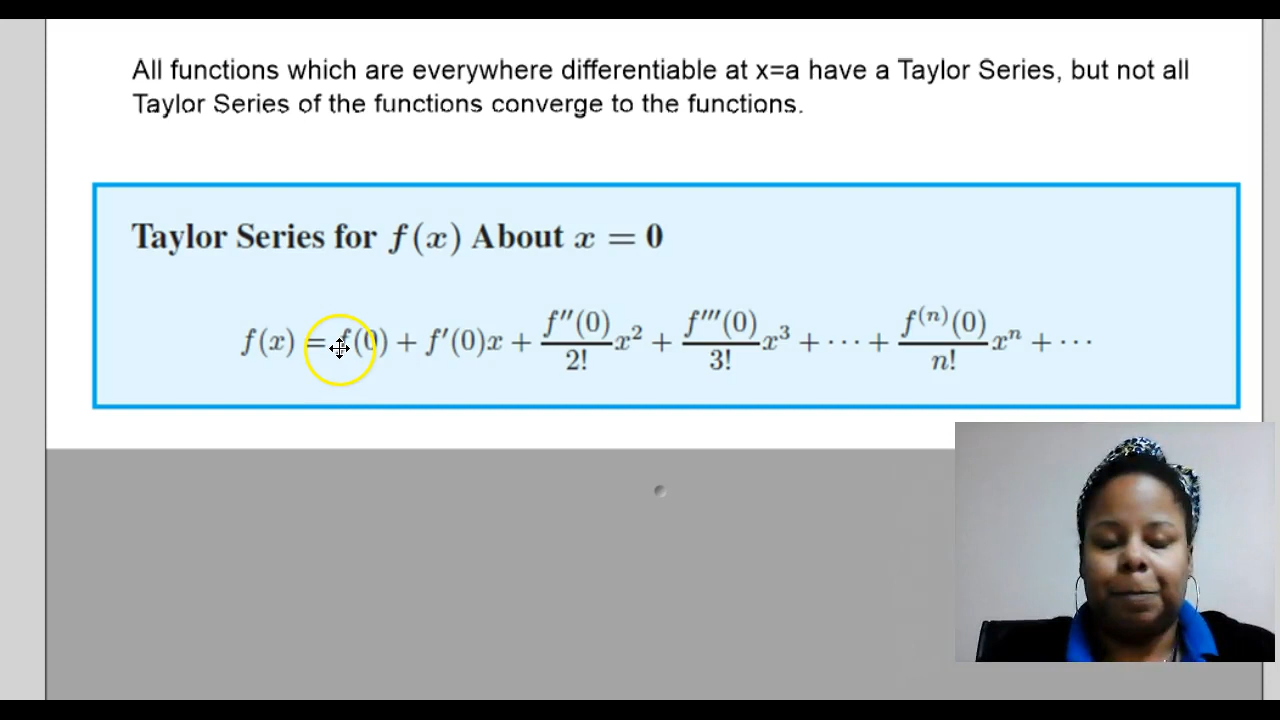 All functions which are everywhere differentiable at x=a have a Taylor Series, but not all
Taylor Series of the functions converge to the functions.
Taylor Series for f(x) About x = 0
f(x) = f(0) + f′(0)x + f″(0)/2! x² + f‴(0)/3! x³ + ··· + f⁽ⁿ⁾(0)/n! xⁿ + ···